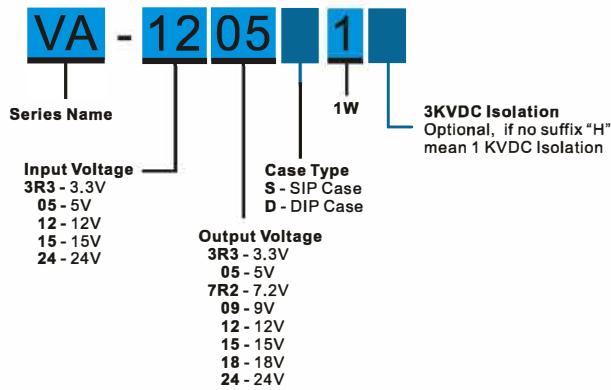 VA - 12 05 1
Series Name
1W
3KVDC Isolation
Optional, if no suffix “H”
mean 1 KVDC Isolation
Input Voltage
3R3 - 3.3V
05 - 5V
12 - 12V
15 - 15V
24 - 24V
Case Type
S - SIP Case
D - DIP Case
Output Voltage
3R3 - 3.3V
05 - 5V
7R2 - 7.2V
09 - 9V
12 - 12V
15 - 15V
18 - 18V
24 - 24V